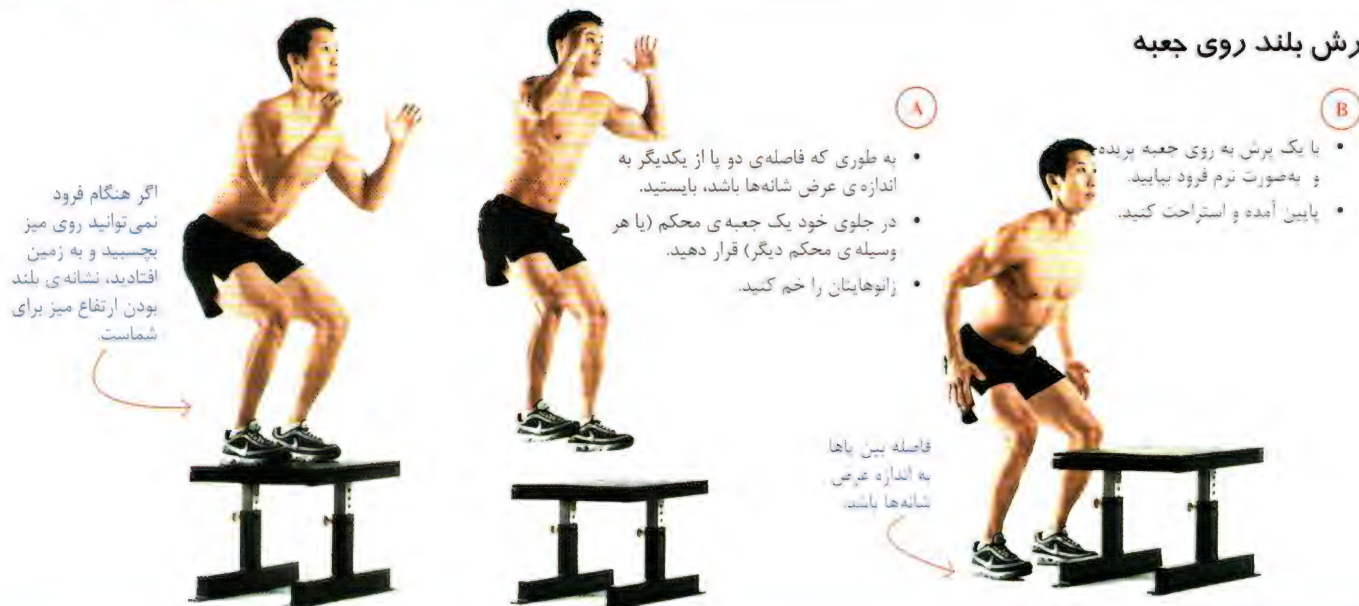 رش بلند روی جعبه
A
• به طوری که فاصله‌ی دو پا از یکدیگر به
اندازه ی عرض شانه‌ها باشد، بایستید.
• در جلوی خود یک جعبه ی محکم (یا هر
وسیله ی محکم دیگر) قرار دهید.
• زانوهایتان را خم کنید.
B
• با یک پرش به روی جعبه پریده
و به‌صورت نرم فرود بیایید.
• پایین آمده و استراحت کنید.
اگر هنگام فرود
نمی‌توانید روی میز
بچسبید و به زمین
افتادید، نشانه ی بلند
بودن ارتفاع میز برای
شماست.
فاصله بین پاها
به اندازه عرض
شانه‌ها باشد.